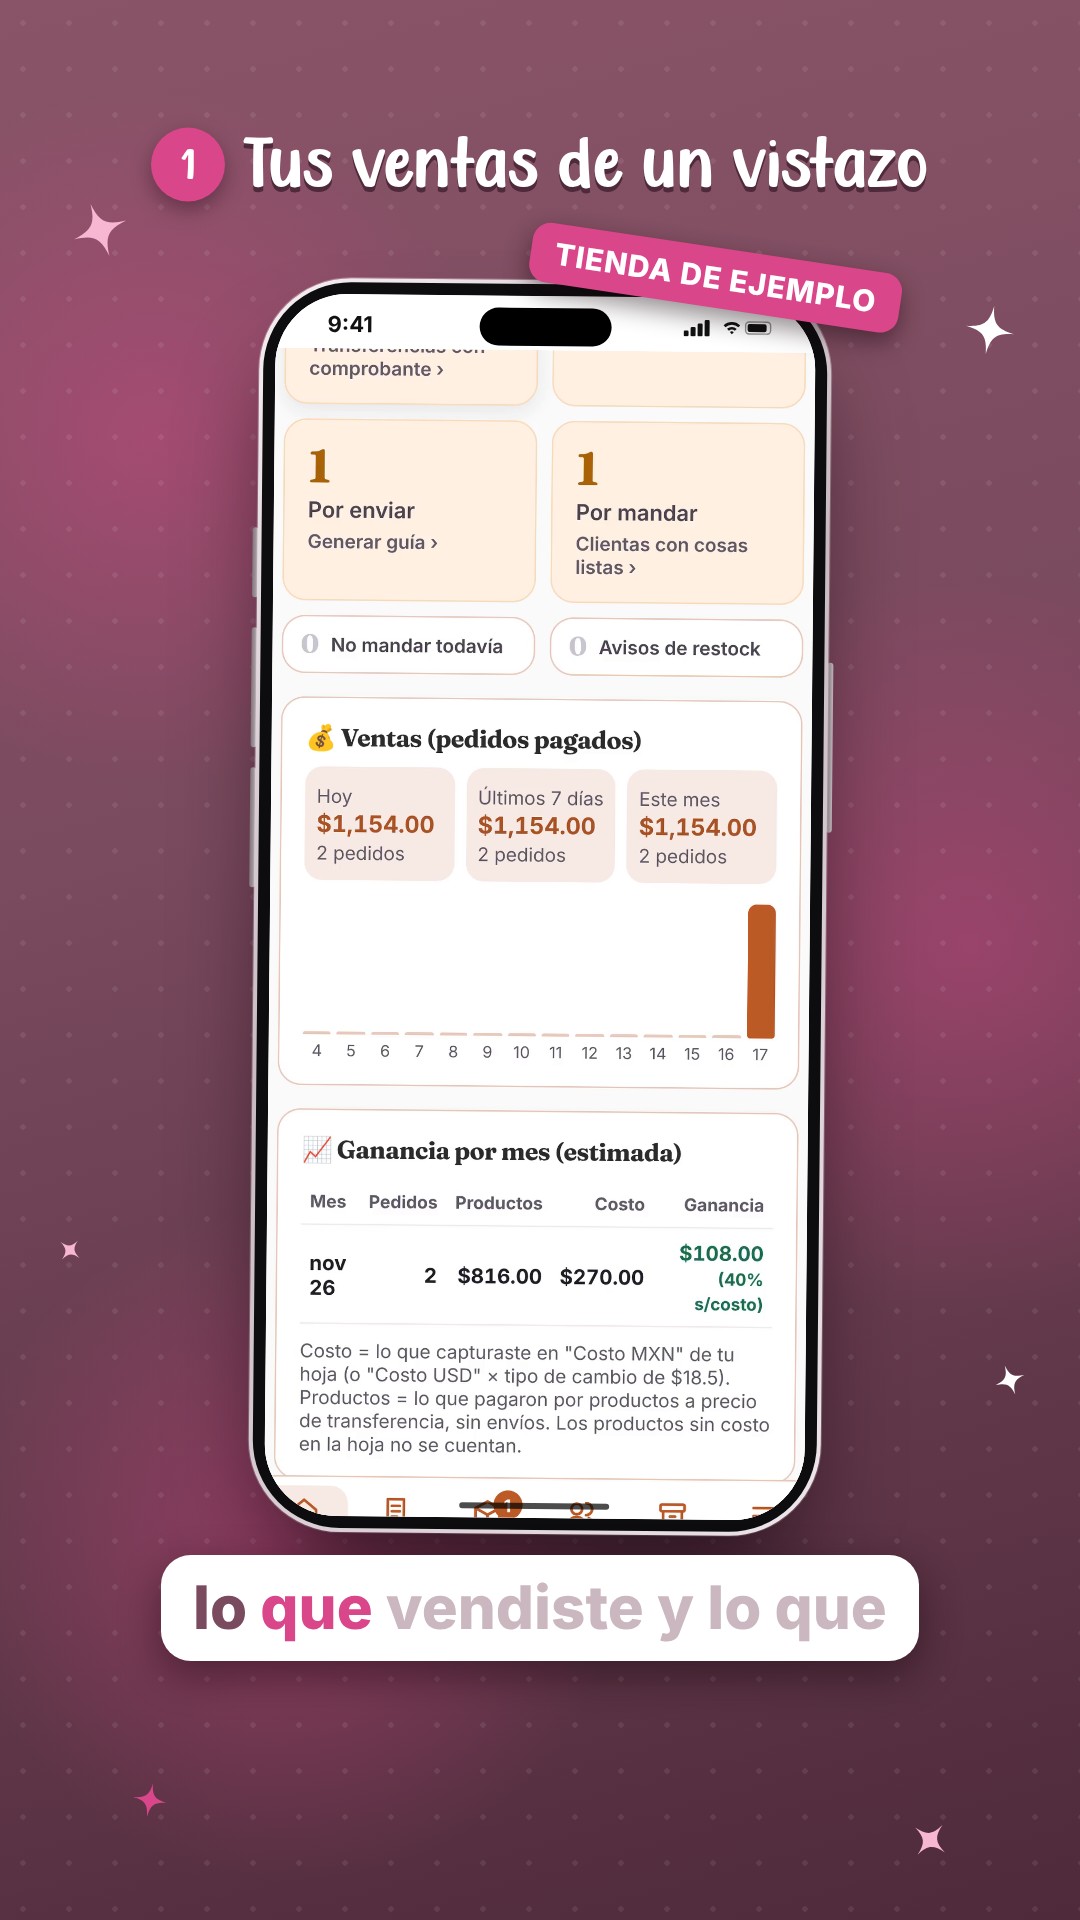 1 Tus ventas de un vistazo
TIENDA DE EJEMPLO
9:41
Transferencias con
comprobante ›
1
Por enviar
Generar guía ›
1
Por mandar
Clientas con cosas
listas ›
0 No mandar todavía
0 Avisos de restock
💰 Ventas (pedidos pagados)
Hoy
$1,154.00
2 pedidos
Últimos 7 días
$1,154.00
2 pedidos
Este mes
$1,154.00
2 pedidos
4 5 6 7 8 9 10 11 12 13 14 15 16 17
📈 Ganancia por mes (estimada)
Mes Pedidos Productos Costo Ganancia
nov 26 2 $816.00 $270.00 $108.00 (40% s/costo)
Costo = lo que capturaste en "Costo MXN" de tu
hoja (o "Costo USD" × tipo de cambio de $18.5).
Productos = lo que pagaron por productos a precio
de transferencia, sin envíos. Los productos sin costo
en la hoja no se cuentan.
1
lo que vendiste y lo que